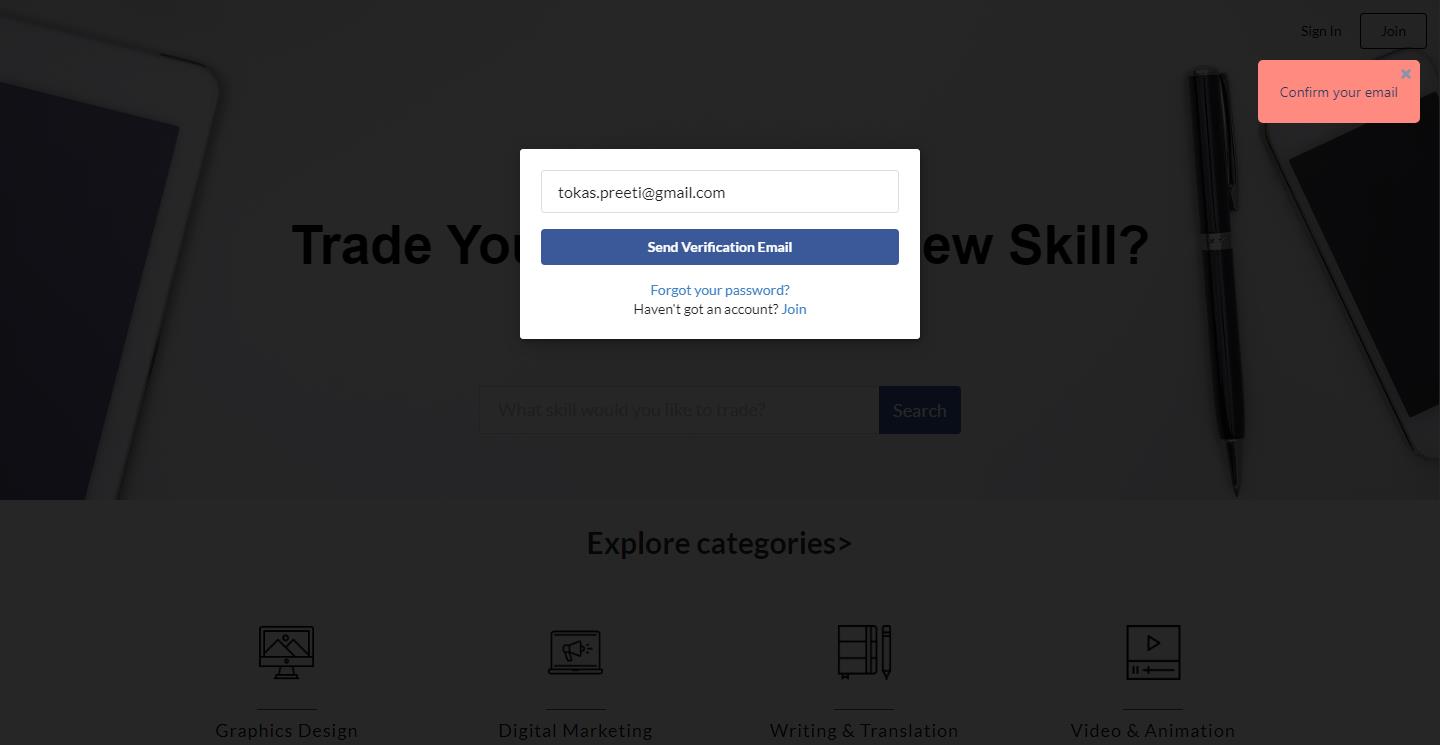 Sign In
Join
Confirm your email
tokas.preeti@gmail.com
Trade You
ew Skill?
Send Verification Email
Forgot your password?
Haven't got an account? Join
What skill would you like to trade?
Search
Explore categories>
Graphics Design
Digital Marketing
Writing & Translation
Video & Animation